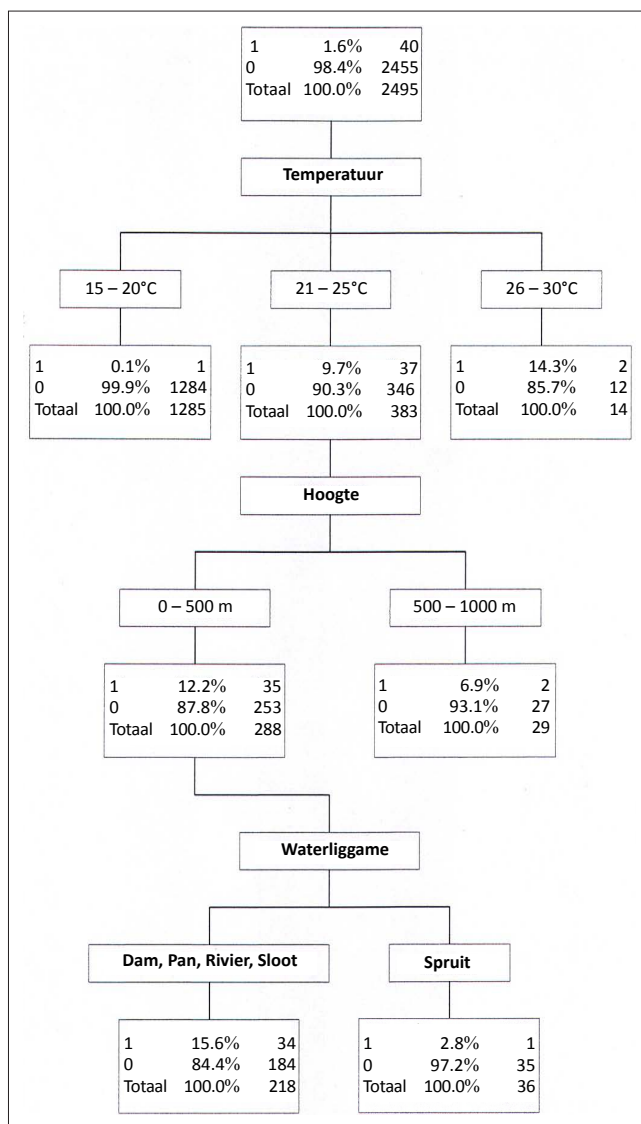 1 1.6% 40
0 98.4% 2455
Totaal 100.0% 2495
Temperatuur
15 – 20°C
21 – 25°C
26 – 30°C
1 0.1% 1
0 99.9% 1284
Totaal 100.0% 1285
1 9.7% 37
0 90.3% 346
Totaal 100.0% 383
1 14.3% 2
0 85.7% 12
Totaal 100.0% 14
Hoogte
0 – 500 m
500 – 1000 m
1 12.2% 35
0 87.8% 253
Totaal 100.0% 288
1 6.9% 2
0 93.1% 27
Totaal 100.0% 29
Waterliggame
Dam, Pan, Rivier, Sloot
Spruit
1 15.6% 34
0 84.4% 184
Totaal 100.0% 218
1 2.8% 1
0 97.2% 35
Totaal 100.0% 36